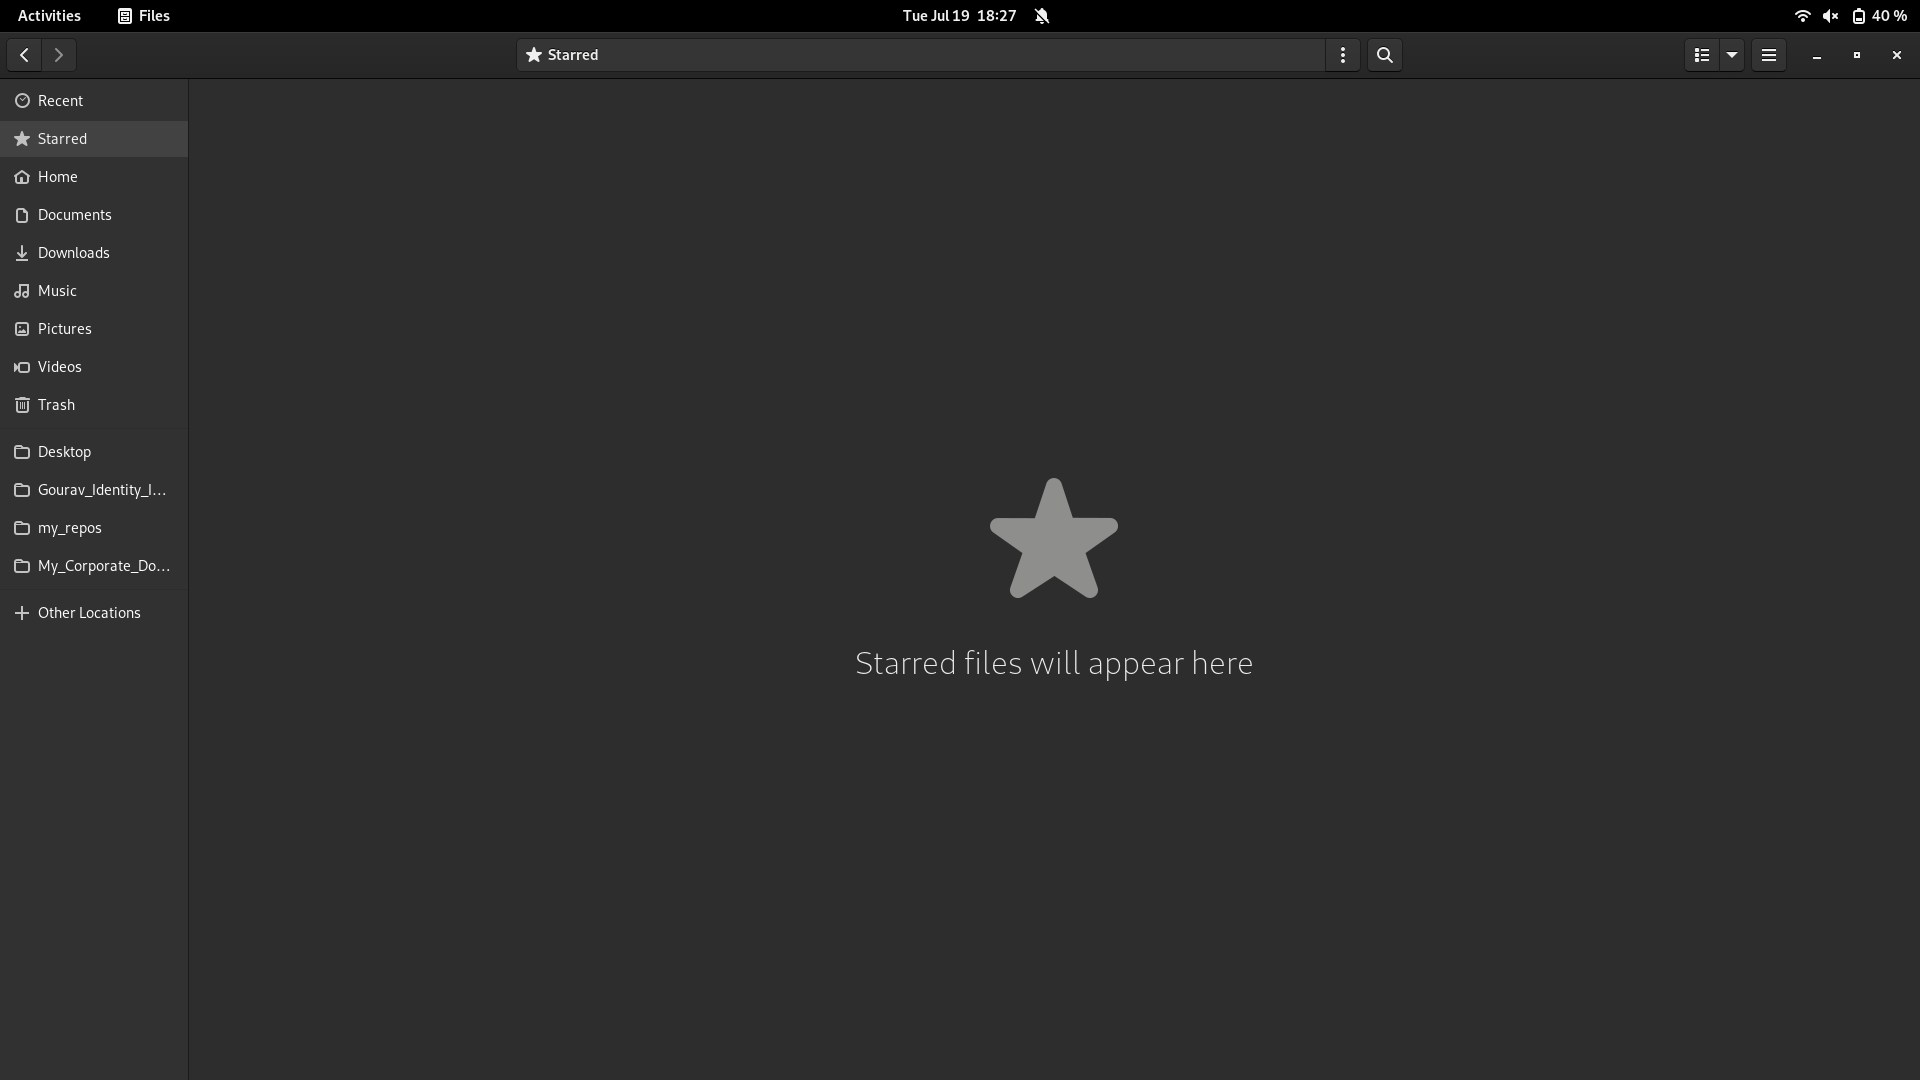 Activities Files Tue Jul 19 18:27 40 %
Starred
Recent
Starred
Home
Documents
Downloads
Music
Pictures
Videos
Trash
Desktop
Gourav_Identity_I…
my_repos
My_Corporate_Do…
Other Locations
Starred files will appear here